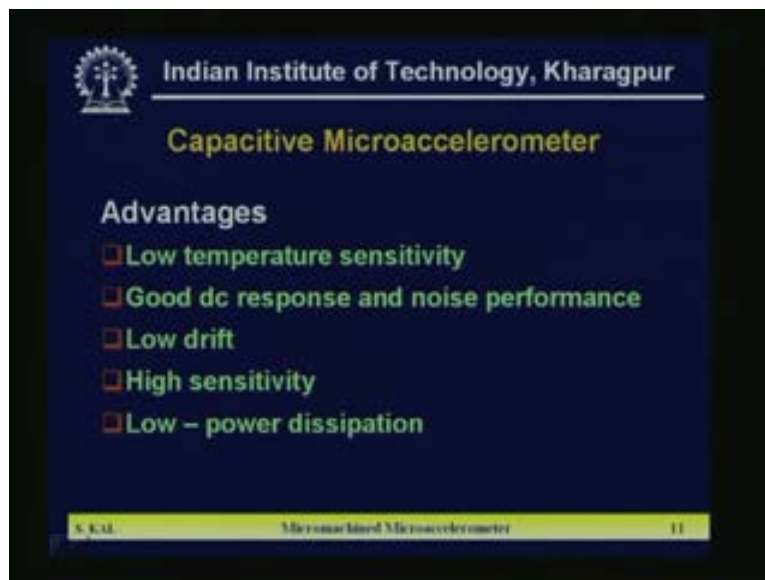 Indian Institute of Technology, Kharagpur
Capacitive Microaccelerometer
Advantages
Low temperature sensitivity
Good dc response and noise performance
Low drift
High sensitivity
Low – power dissipation
S. KAL Micromachined Microaccelerometer 11